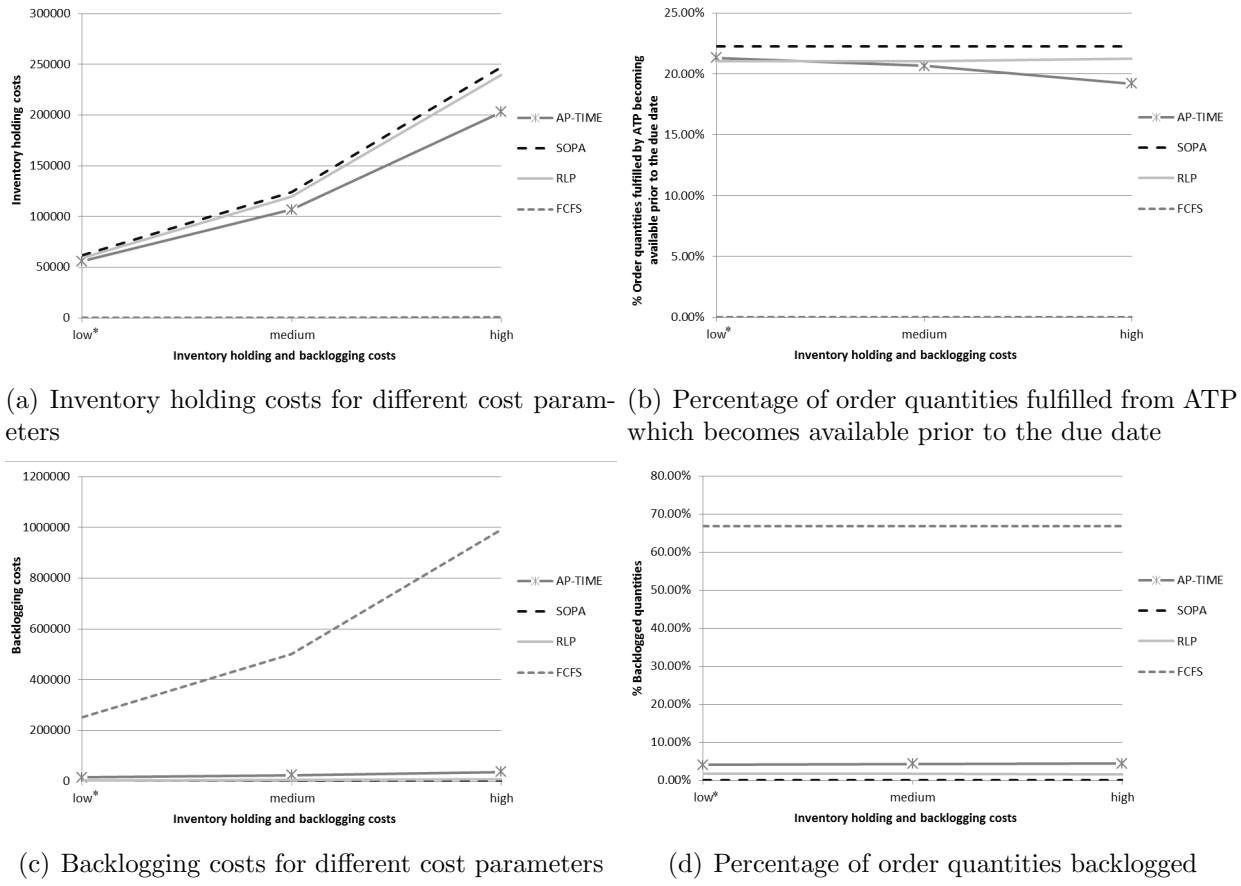 300000
250000
200000
150000
100000
50000
0
Inventory holding costs
low*
medium
high
Inventory holding and backlogging costs
AP-TIME
SOPA
RLP
FCFS
25.00%
20.00%
15.00%
10.00%
5.00%
0.00%
% Order quantities fulfilled by ATP becoming
available prior to the due date
low*
medium
high
Inventory holding and backlogging costs
AP-TIME
SOPA
RLP
FCFS
(a) Inventory holding costs for different cost param-
eters
(b) Percentage of order quantities fulfilled from ATP
which becomes available prior to the due date
1200000
1000000
800000
600000
400000
200000
0
Backlogging costs
low*
medium
high
Inventory holding and backlogging costs
AP-TIME
SOPA
RLP
FCFS
80.00%
70.00%
60.00%
50.00%
40.00%
30.00%
20.00%
10.00%
0.00%
% Backlogged quantities
low*
medium
high
Inventory holding and backlogging costs
AP-TIME
SOPA
RLP
FCFS
(c) Backlogging costs for different cost parameters
(d) Percentage of order quantities backlogged